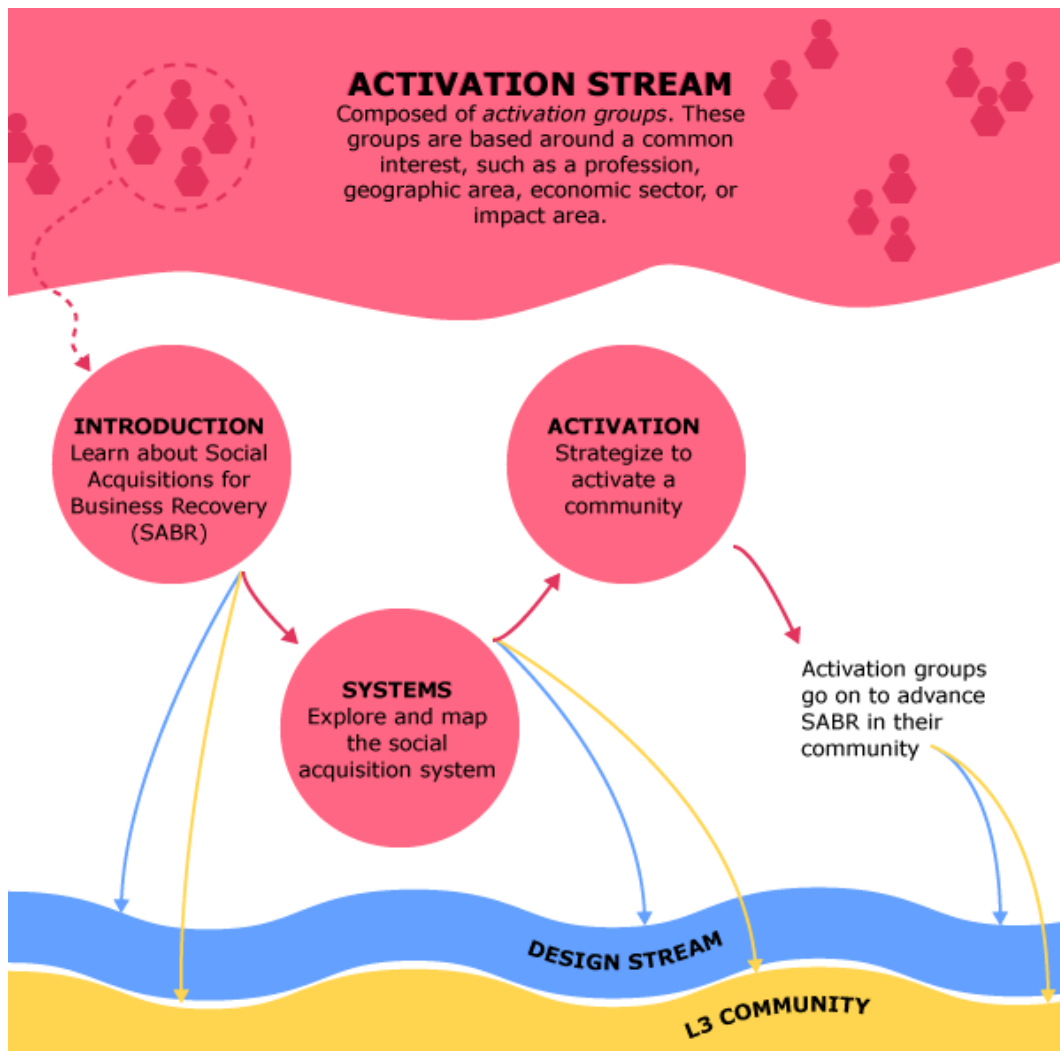 ACTIVATION STREAM
Composed of activation groups. These
groups are based around a common
interest, such as a profession,
geographic area, economic sector, or
impact area.
INTRODUCTION
Learn about Social
Acquisitions for
Business Recovery
(SABR)
ACTIVATION
Strategize to
activate a
community
SYSTEMS
Explore and map
the social
acquisition system
Activation groups
go on to advance
SABR in their
community
DESIGN STREAM
L3 COMMUNITY